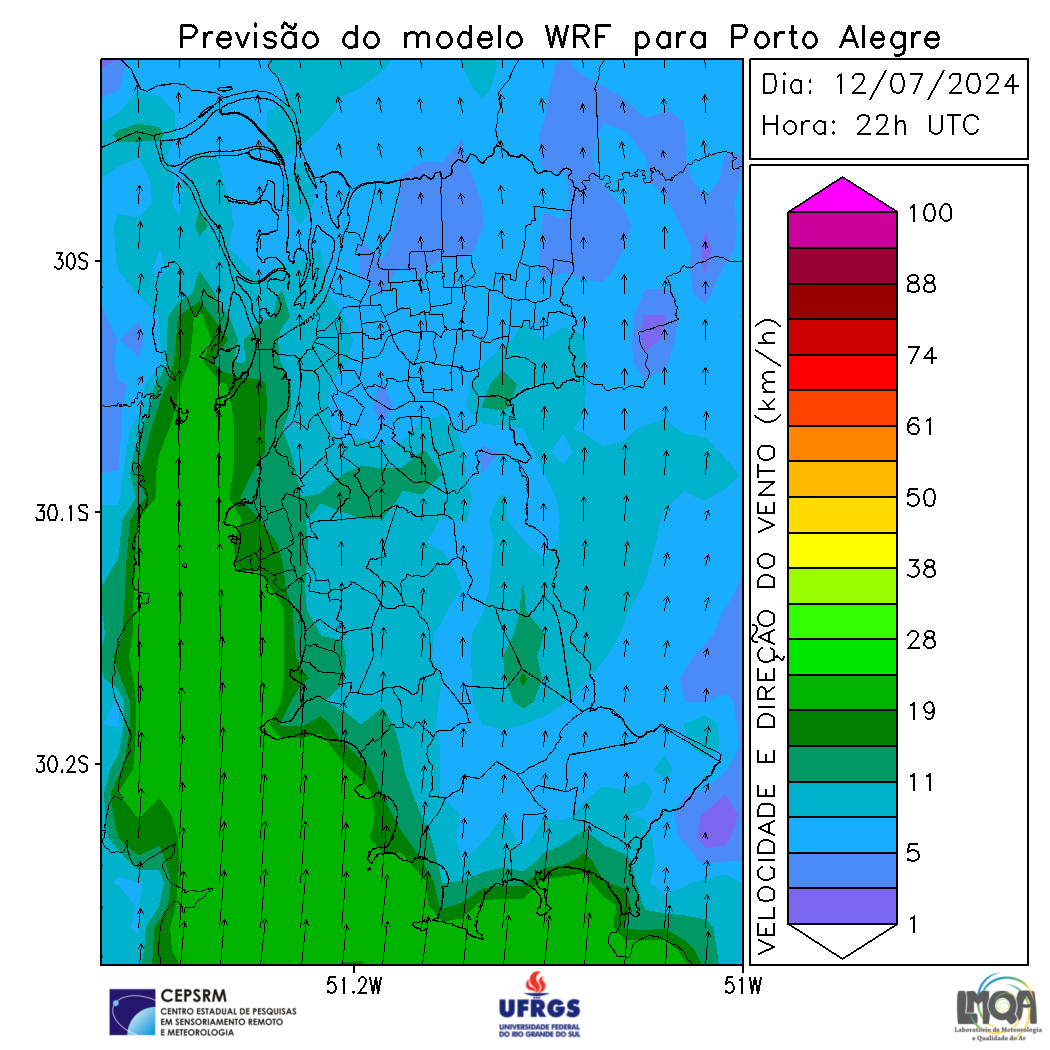 Previsão do modelo WRF para Porto Alegre
Dia: 12/07/2024
Hora: 22h UTC
30S
30.1S
30.2S
51.2W
51W
VELOCIDADE E DIREÇÃO DO VENTO (km/h)
100
88
74
61
50
38
28
19
11
5
1
CEPSRM
CENTRO ESTADUAL DE PESQUISAS
EM SENSORIAMENTO REMOTO
E METEOROLOGIA
UFRGS
UNIVERSIDADE FEDERAL
DO RIO GRANDE DO SUL
LMQA
Laboratório de Meteorologia
e Qualidade do Ar